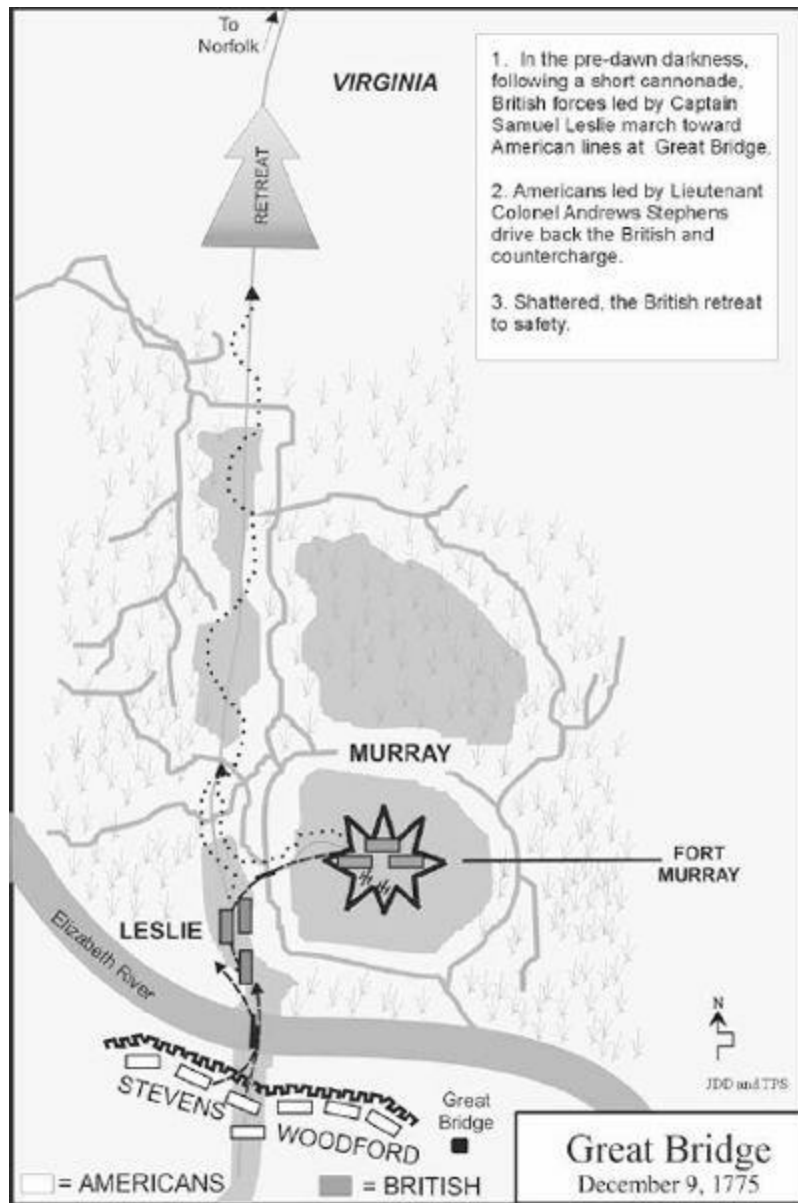 To
Norfolk
VIRGINIA
1. In the pre-dawn darkness,
following a short cannonade,
British forces led by Captain
Samuel Leslie march toward
American lines at Great Bridge.
2. Americans led by Lieutenant
Colonel Andrews Stephens
drive back the British and
countercharge.
3. Shattered, the British retreat
to safety.
RETREAT
MURRAY
FORT
MURRAY
LESLIE
Elizabeth River
N
JDD and TPS
STEVENS
WOODFORD
Great
Bridge
= AMERICANS
= BRITISH
Great Bridge
December 9, 1775